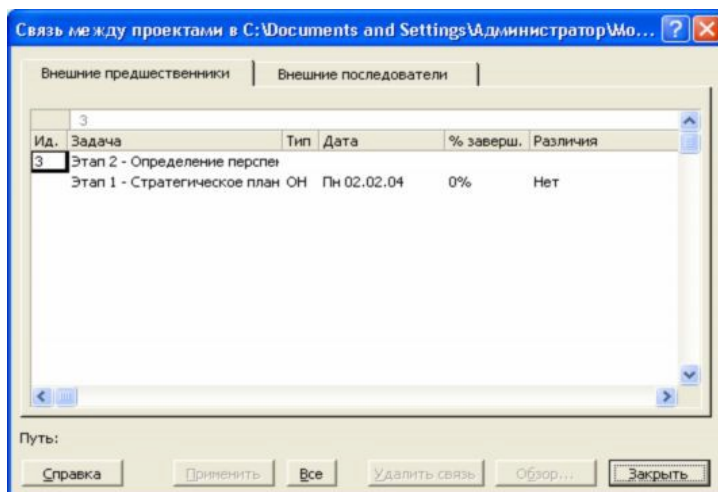 Связь между проектами в C:\Documents and Settings\Администратор\Мо...
Внешние предшественники Внешние последователи
3
Ид. Задача Тип Дата % заверш. Различия
3 Этап 2 - Определение перспек
Этап 1 - Стратегическое план ОН Пн 02.02.04 0% Нет
Путь:
Справка Применить Все Удалить связь Обзор... Закрыть